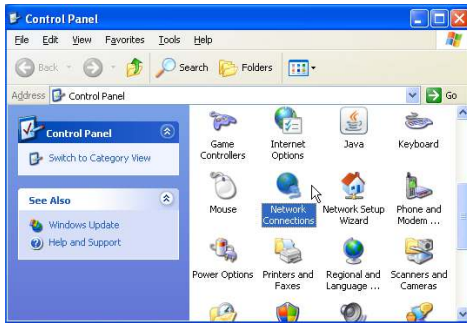 Control Panel
File Edit View Favorites Tools Help
Back Search Folders
Address Control Panel Go
Control Panel
Switch to Category View
See Also
Windows Update
Help and Support
Game Controllers
Internet Options
Java
Keyboard
Mouse
Network Connections
Network Setup Wizard
Phone and Modem ...
Power Options
Printers and Faxes
Regional and Language ...
Scanners and Cameras